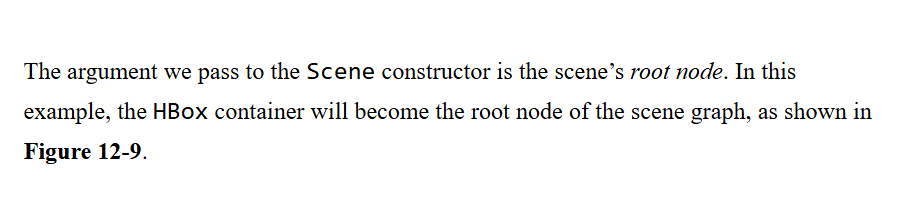 The argument we pass to the Scene constructor is the scene’s root node. In this
example, the HBox container will become the root node of the scene graph, as shown in
Figure 12-9.